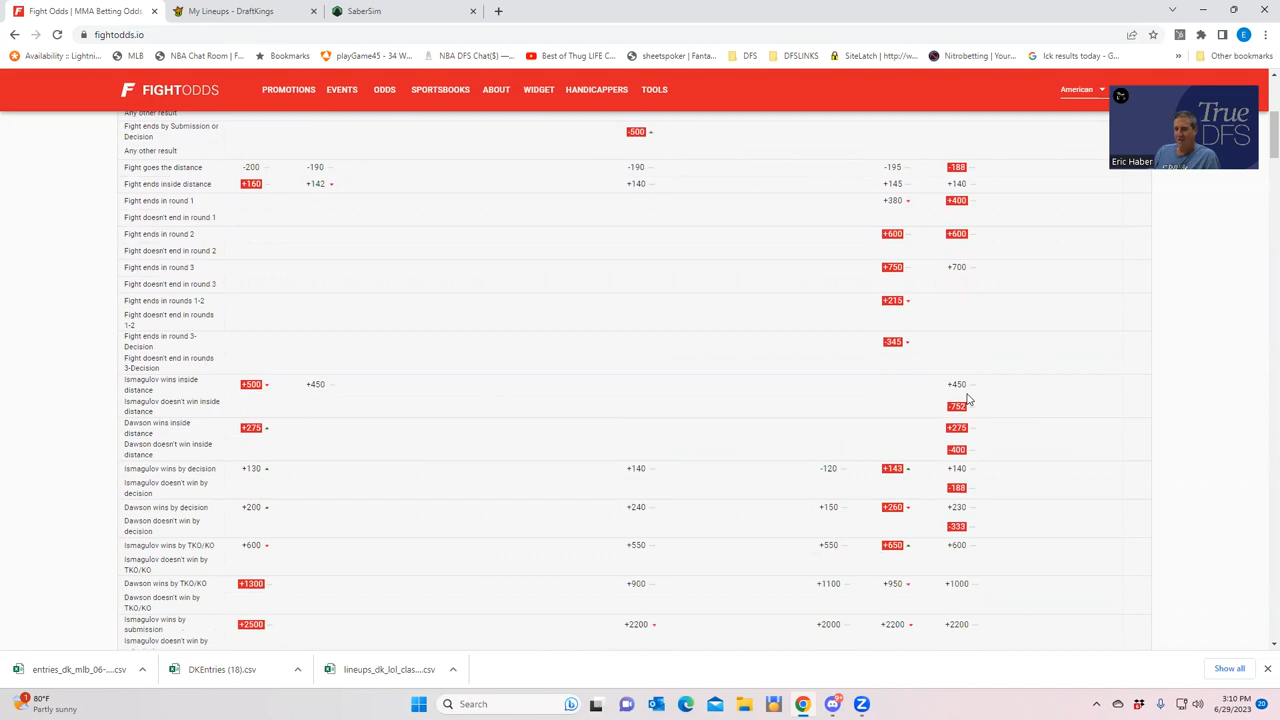 Fight Odds | MMA Betting Odds,
My Lineups - DraftKings
SaberSim
fightodds.io
Availability :: Lightni...
MLB
NBA Chat Room | F...
Bookmarks
playGame45 - 34 W...
NBA DFS Chat($)—...
Best of Thug LIFE C...
sheetspoker | Fanta...
DFS
DFSLINKS
SiteLatch | http://w...
Nitrobetting | Your...
lck results today - G...
»
Other bookmarks
FIGHTODDS
PROMOTIONS EVENTS ODDS SPORTSBOOKS ABOUT WIDGET HANDICAPPERS TOOLS
American
True
DFS
Eric Haber
Any other result
Fight ends by Submission or
Decision
-500
Any other result
Fight goes the distance -200 -190 -190 -195 -188
Fight ends inside distance +160 +142 +140 +145 +140
Fight ends in round 1 +380 +400
Fight doesn't end in round 1
Fight ends in round 2 +600 +600
Fight doesn't end in round 2
Fight ends in round 3 +750 +700
Fight doesn't end in round 3
Fight ends in rounds 1-2 +215
Fight doesn't end in rounds
1-2
Fight ends in round 3-
Decision
-345
Fight doesn't end in rounds
3-Decision
Ismagulov wins inside
distance
+500 +450 +450
Ismagulov doesn't win inside
distance
-752
Dawson wins inside
distance
+275 +275
Dawson doesn't win inside
distance
-400
Ismagulov wins by decision +130 +140 -120 +143 +140
Ismagulov doesn't win by
decision
-188
Dawson wins by decision +200 +240 +150 +260 +230
Dawson doesn't win by
decision
-333
Ismagulov wins by TKO/KO +600 +550 +550 +650 +600
Ismagulov doesn't win by
TKO/KO
Dawson wins by TKO/KO +1300 +900 +1100 +950 +1000
Dawson doesn't win by
TKO/KO
Ismagulov wins by
submission
+2500 +2200 +2000 +2200 +2200
Ismagulov doesn't win by
entries_dk_mlb_06-....csv
DKEntries (18).csv
lineups_dk_lol_clas....csv
Show all
80°F
Partly sunny
Search
3:10 PM
6/29/2023
20